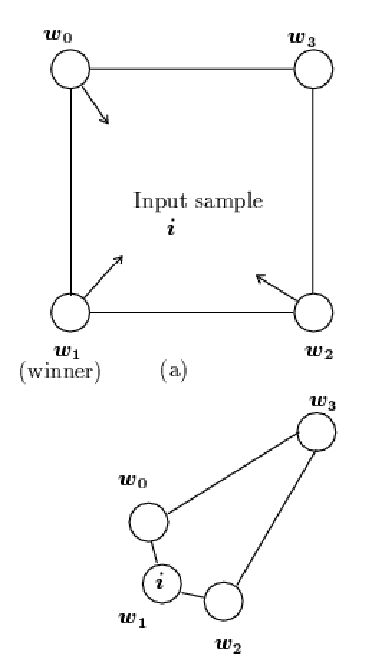 w0 w3
Input sample
i
w1 w2
(winner) (a)
w3
w0
i
w1
w2